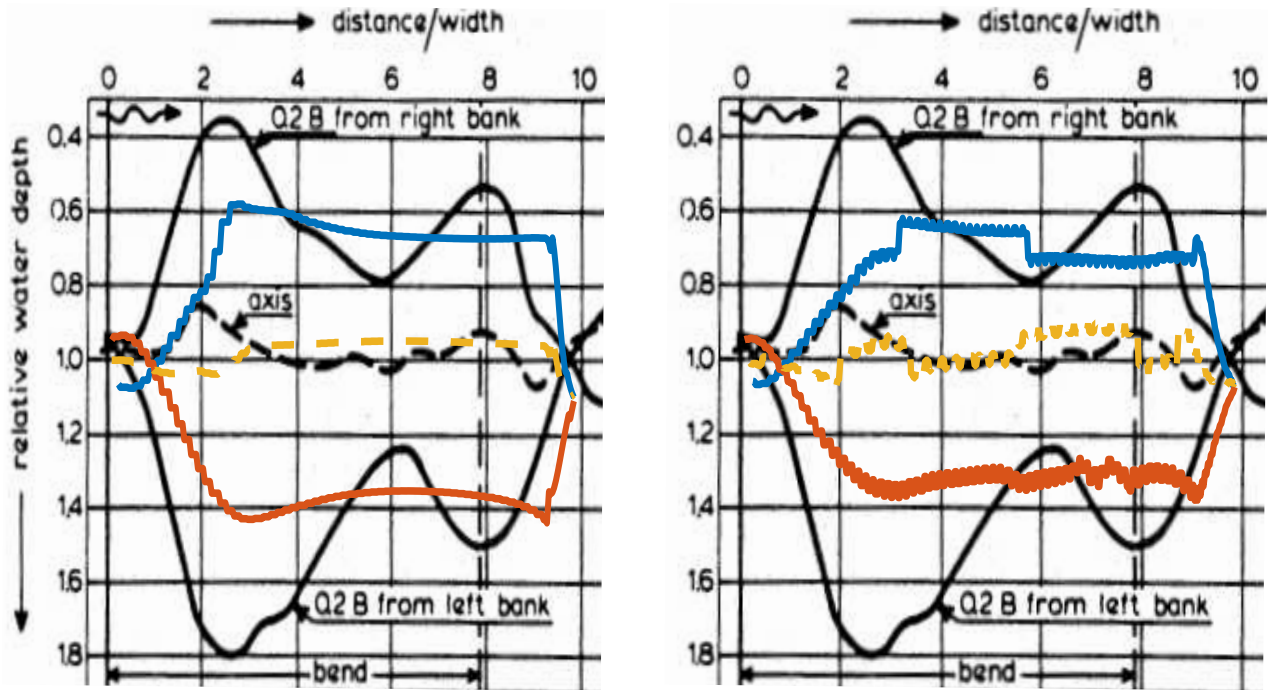 distance/width
0 2 4 6 8 10
0.2 B from right bank
0.4
0.6
0.8
axis
1.0
1.2
1.4
1.6
0.2 B from left bank
1.8
bend
relative water depth
distance/width
0 2 4 6 8 10
0.2 B from right bank
0.4
0.6
0.8
axis
1.0
1.2
1.4
1.6
0.2 B from left bank
1.8
bend